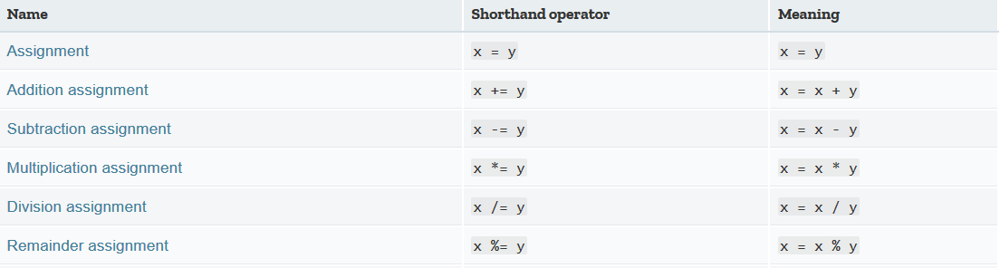 Name Shorthand operator Meaning
Assignment x = y x = y
Addition assignment x += y x = x + y
Subtraction assignment x -= y x = x - y
Multiplication assignment x *= y x = x * y
Division assignment x /= y x = x / y
Remainder assignment x %= y x = x % y